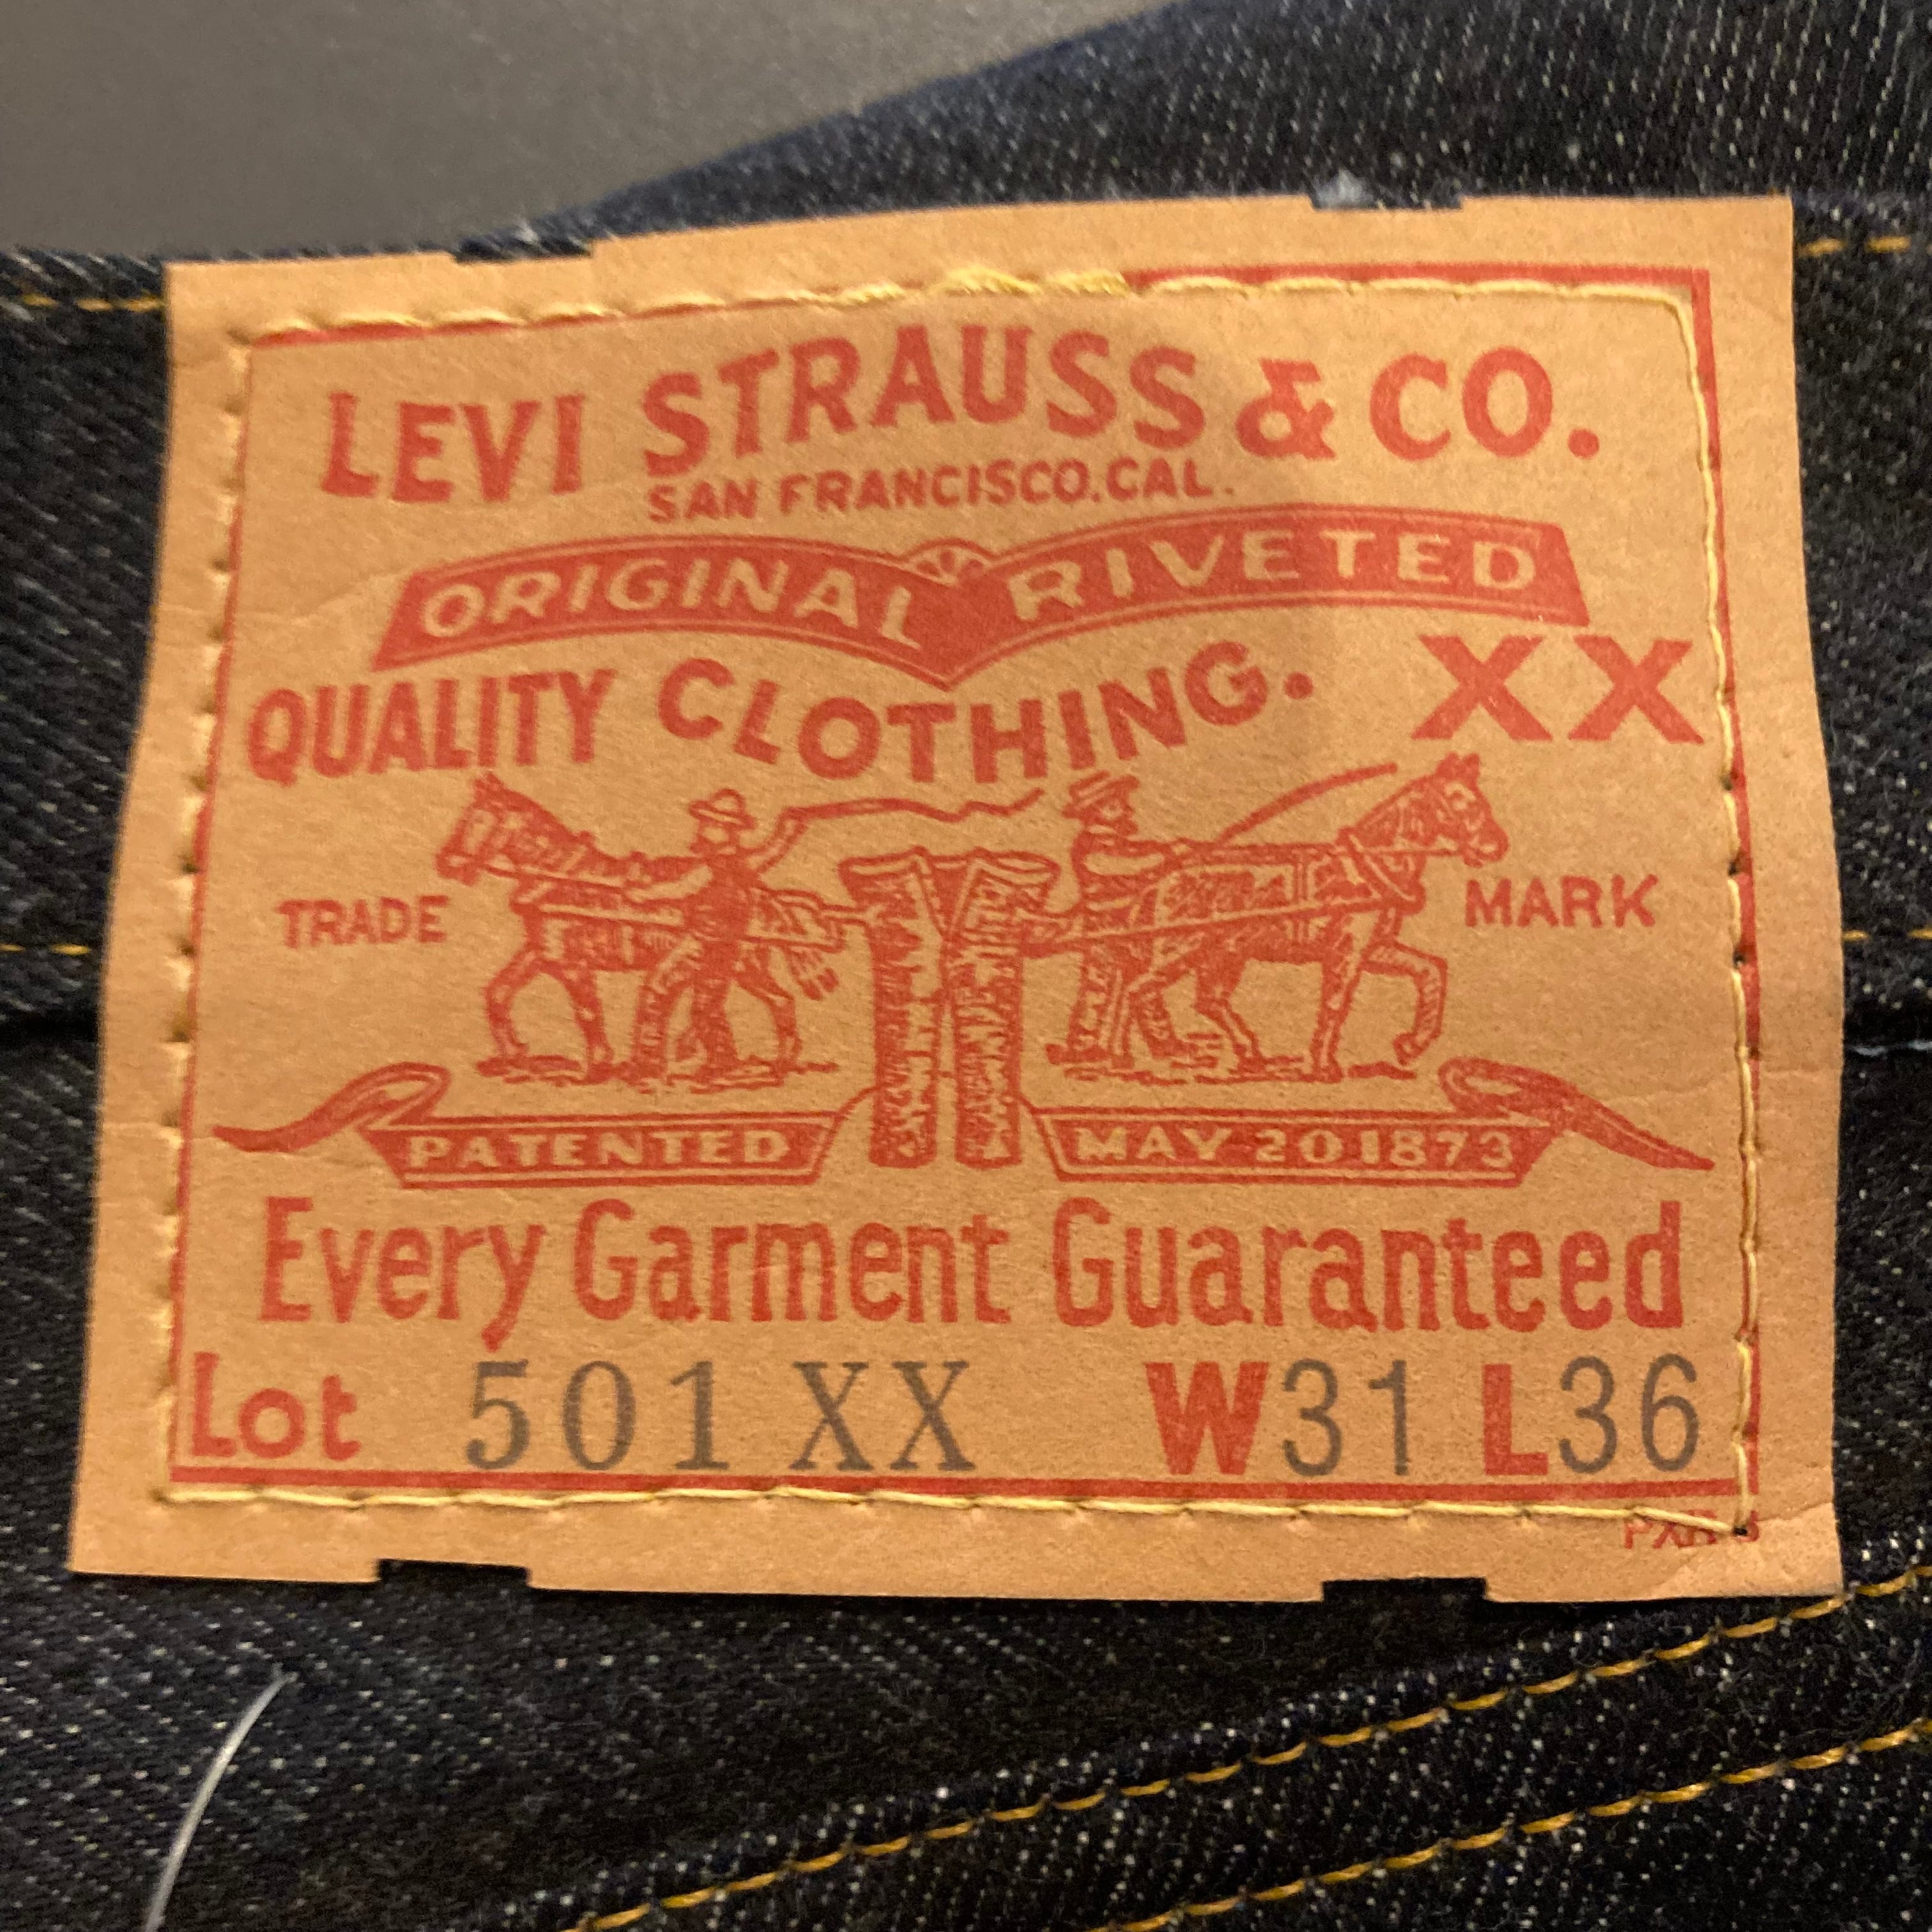 LEVI STRAUSS & CO.
SAN FRANCISCO, CAL.
ORIGINAL RIVETED
QUALITY CLOTHING. XX
TRADE MARK
PATENTED MAY 20 1873
Every Garment Guaranteed
Lot 501 XX W31 L36